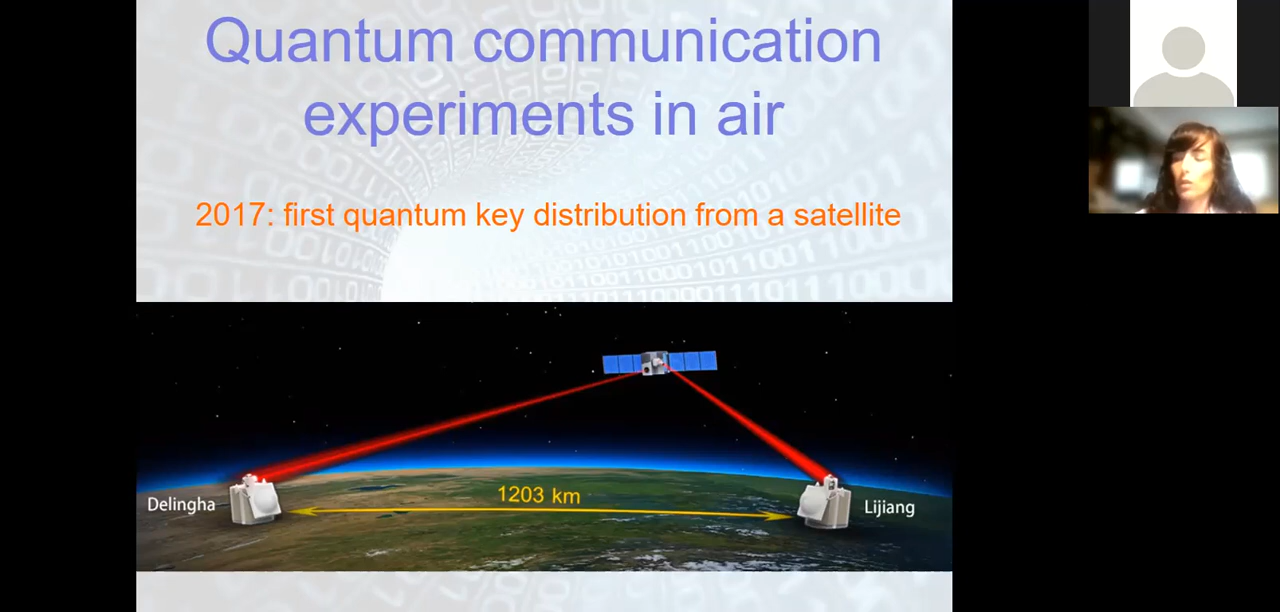 Quantum communication
experiments in air
2017: first quantum key distribution from a satellite
1203 km
Delingha
Lijiang